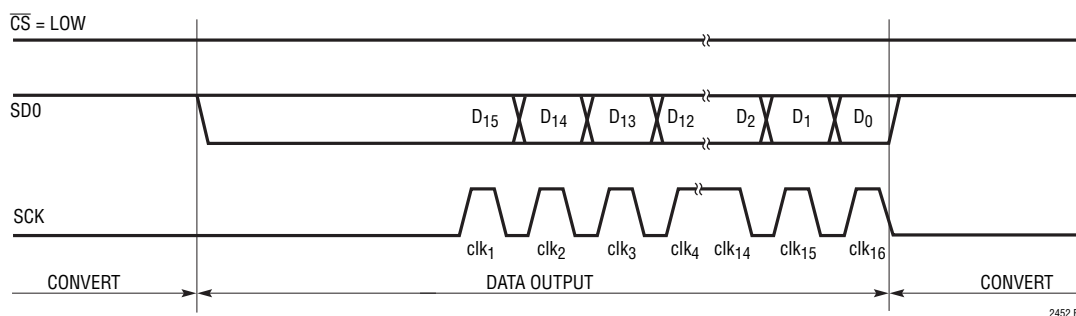 CS = LOW
SD0
D15 D14 D13 D12 D2 D1 D0
SCK
clk1 clk2 clk3 clk4 clk14 clk15 clk16
CONVERT DATA OUTPUT CONVERT
2452 F